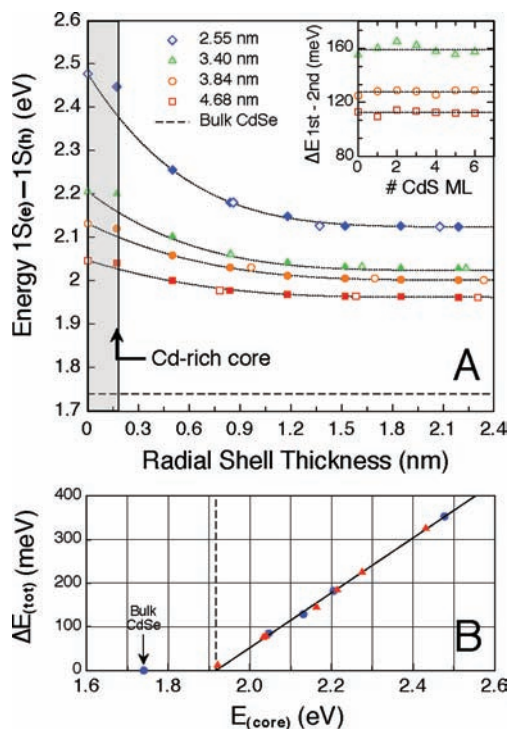 2.6
2.5
2.4
2.3
2.2
2.1
2
1.9
1.8
1.7
Energy 1S(e)−1S(h) (eV)
2.55 nm
3.40 nm
3.84 nm
4.68 nm
Bulk CdSe
160
120
80
ΔE 1st - 2nd (meV)
0 2 4 6
# CdS ML
Cd-rich core
A
0 0.3 0.6 0.9 1.2 1.5 1.8 2.1 2.4
Radial Shell Thickness (nm)
400
300
200
100
0
ΔE(tot) (meV)
Bulk
CdSe
B
1.6 1.8 2 2.2 2.4 2.6
E(core) (eV)